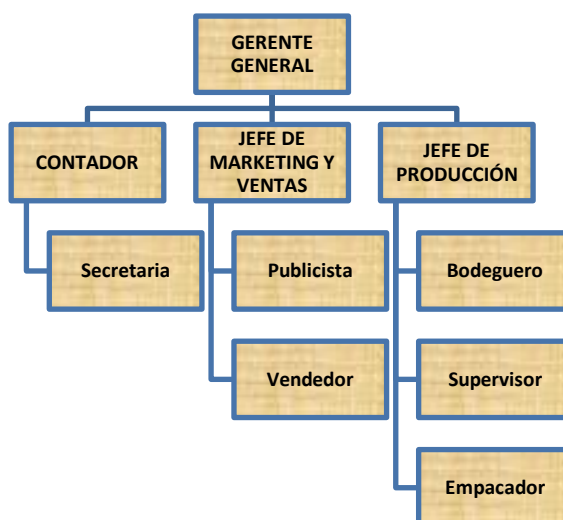 GERENTE
GENERAL
CONTADOR
JEFE DE
MARKETING Y
VENTAS
JEFE DE
PRODUCCIÓN
Secretaria
Publicista
Bodeguero
Vendedor
Supervisor
Empacador